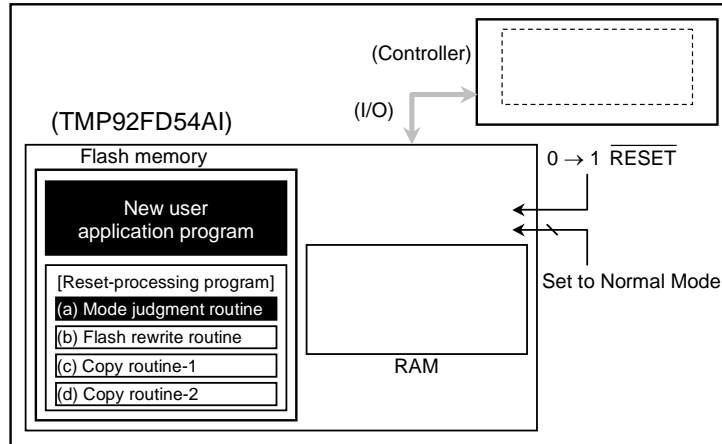 (Controller)
(I/O)
(TMP92FD54AI)
Flash memory
0 → 1 RESET
New user
application program
Set to Normal Mode
[Reset-processing program]
(a) Mode judgment routine
(b) Flash rewrite routine
(c) Copy routine-1
(d) Copy routine-2
RAM